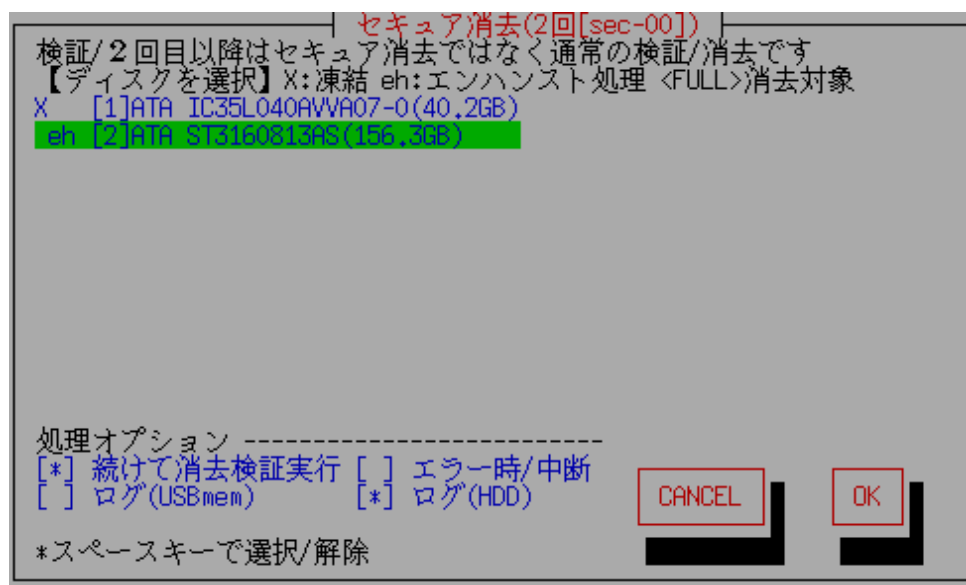 セキュア消去(2回[sec-00])
検証/2回目以降はセキュア消去ではなく通常の検証/消去です
【ディスクを選択】X:凍結 eh:エンハンスト処理 <FULL>消去対象
X [1]ATA IC35L040AVVA07-0(40.2GB)
eh [2]ATA ST3160813AS(156.3GB)
処理オプション --------------------------
[*] 続けて消去検証実行 [ ] エラー時/中断
[ ] ログ(USBmem) [*] ログ(HDD)
CANCEL OK
*スペースキーで選択/解除